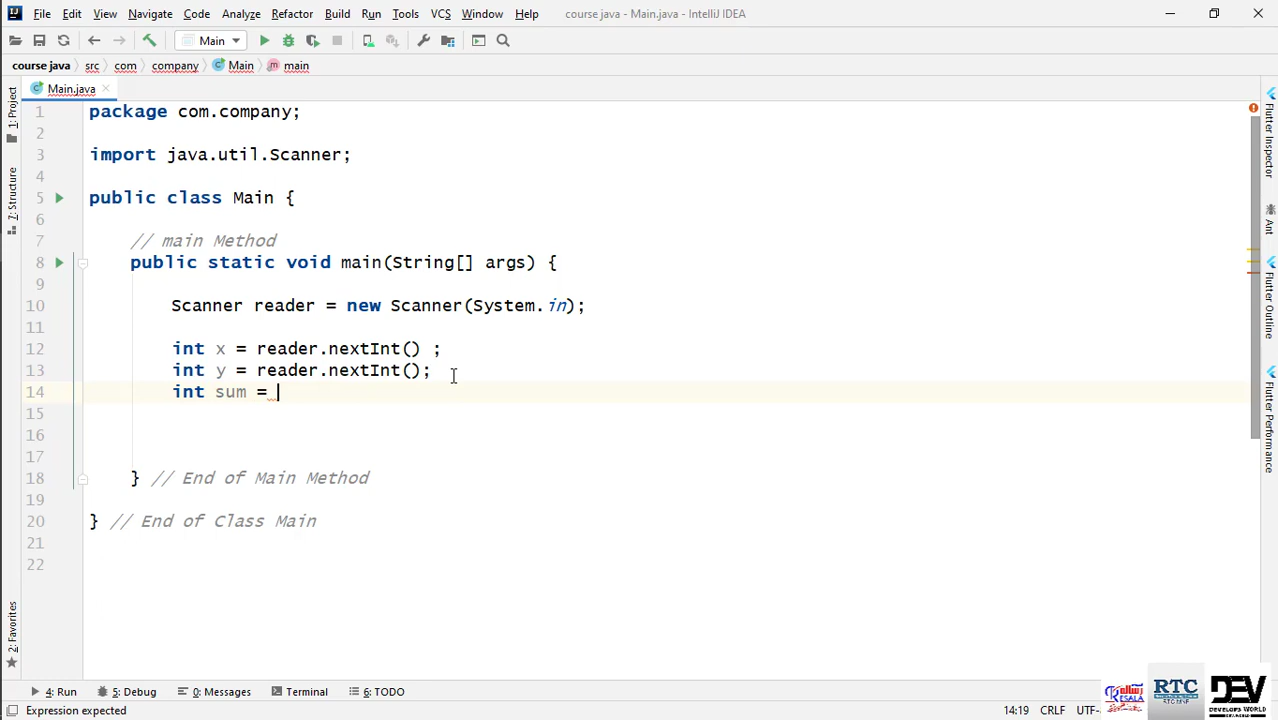 File Edit View Navigate Code Analyze Refactor Build Run Tools VCS Window Help course java - Main.java - IntelliJ IDEA
Main
course java src com company Main main
Main.java
1: Project
7: Structure
2: Favorites
1 package com.company;
2
3 import java.util.Scanner;
4
5 public class Main {
6
7 // main Method
8 public static void main(String[] args) {
9
10 Scanner reader = new Scanner(System.in);
11
12 int x = reader.nextInt() ;
13 int y = reader.nextInt();
14 int sum =
15
16
17
18 } // End of Main Method
19
20 } // End of Class Main
21
22
Flutter Inspector
Ant
Flutter Outline
Flutter Performance
4: Run 5: Debug 0: Messages Terminal 6: TODO
Expression expected 14:19 CRLF UTF-
رسالة
RESALA
RTC
DEV
DEVELOPS WORLD